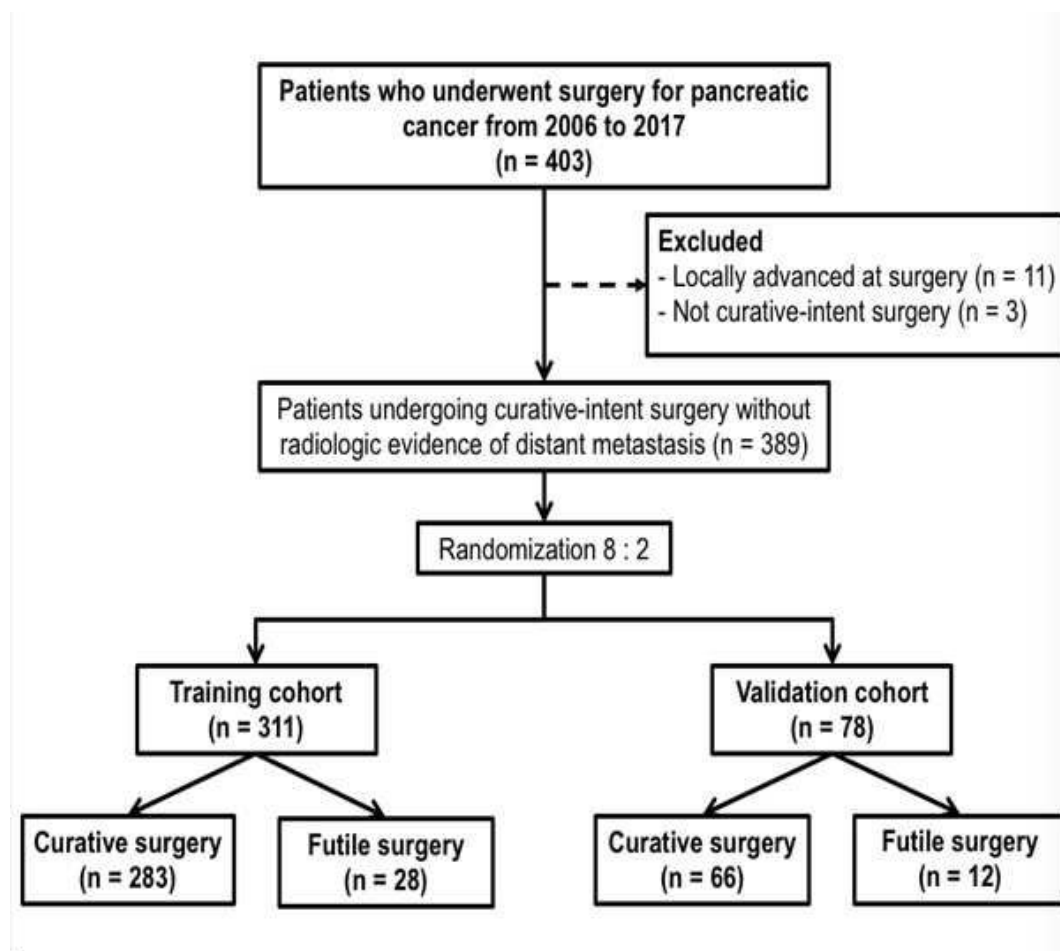 Patients who underwent surgery for pancreatic
cancer from 2006 to 2017
(n = 403)
Excluded
- Locally advanced at surgery (n = 11)
- Not curative-intent surgery (n = 3)
Patients undergoing curative-intent surgery without
radiologic evidence of distant metastasis (n = 389)
Randomization 8 : 2
Training cohort
(n = 311)
Validation cohort
(n = 78)
Curative surgery
(n = 283)
Futile surgery
(n = 28)
Curative surgery
(n = 66)
Futile surgery
(n = 12)